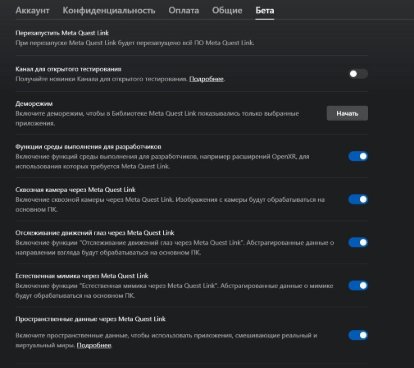 Аккаунт Конфиденциальность Оплата Общие Бета
Перезапустить Meta Quest Link
При перезапуске Meta Quest Link будет перезапущено всё ПО Meta Quest Link.
Канал для открытого тестирования
Получайте новинки Канала для открытого тестирования. Подробнее.
Деморежим
Включите деморежим, чтобы в Библиотеке Meta Quest Link показывались только выбранные
приложения.
Начать
Функции среды выполнения для разработчиков
Включение функций среды выполнения для разработчиков, например расширений OpenXR, для
использования которых требуется Meta Quest Link.
Сквозная камера через Meta Quest Link
Включение сквозной камеры через Meta Quest Link. Изображения с камеры будут обрабатываться на
основном ПК.
Отслеживание движений глаз через Meta Quest Link
Включение функции "Отслеживание движений глаз через Meta Quest Link". Абстрагированные данные о
направлении взгляда будут обрабатываться на основном ПК.
Естественная мимика через Meta Quest Link
Включение функции "Естественная мимика через Meta Quest Link". Абстрагированные данные о мимике
будут обрабатываться на основном ПК.
Пространственные данные через Meta Quest Link
Включите пространственные данные, чтобы использовать приложения, смешивающие реальный и
виртуальный миры. Подробнее.